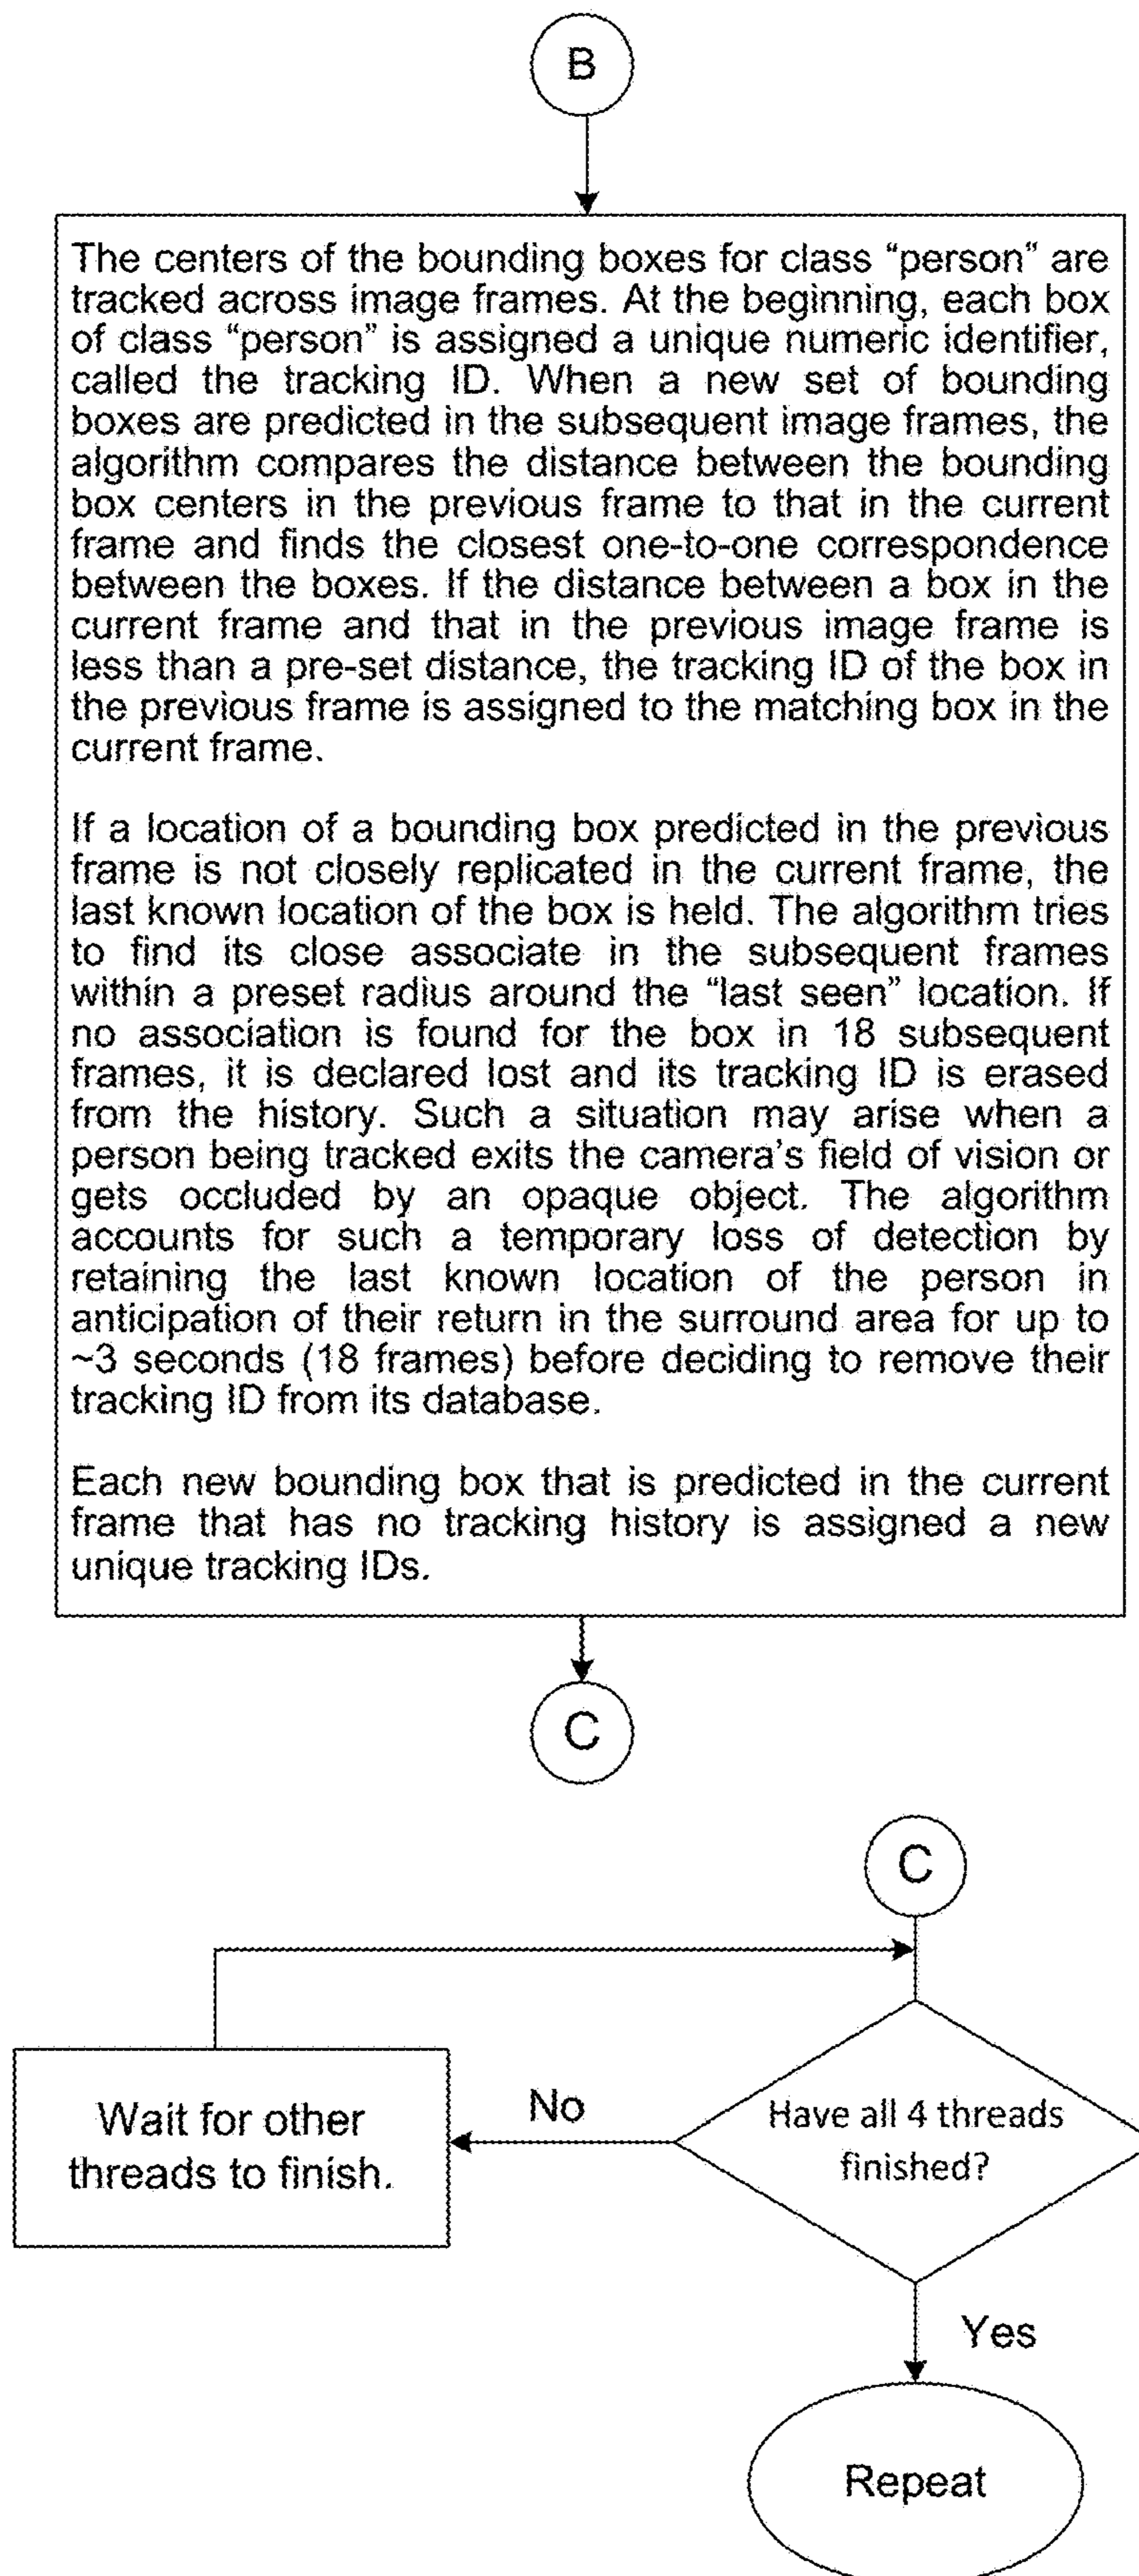 B
The centers of the bounding boxes for class “person“ are
tracked across image frames. At the beginning, each box
of class “person” is assigned a unique numeric identifier,
called the tracking ID. When a new set of bounding
boxes are predicted in the subsequent image frames, the
algorithm compares the distance between the bounding
box centers in the previous frame to that in the current
frame and finds the closest one-to-one correspondence
between the boxes. If the distance between a box in the
current frame and that in the previous image frame is
less than a pre-set distance, the tracking ID of the box in
the previous frame is assigned to the matching box in the
current frame.
If a location of a bounding box predicted in the previous
frame is not closely replicated in the current frame, the
last known location of the box is held. The algorithm tries
to find its close associate in the subsequent frames
within a preset radius around the “last seen” location. If
no association is found for the box in 18 subsequent
frames, it is declared lost and its tracking ID is erased
from the history. Such a situation may arise when a
person being tracked exits the camera’s field of vision or
gets occluded by an opaque object. The algorithm
accounts for such a temporary loss of detection by
retaining the last known location of the person in
anticipation of their return in the surround area for up to
~3 seconds (18 frames) before deciding to remove their
tracking ID from its database.
Each new bounding box that is predicted in the current
frame that has no tracking history is assigned a new
unique tracking IDs.
C
C
Have all 4 threads
finished?
No
Wait for other
threads to finish.
Yes
Repeat